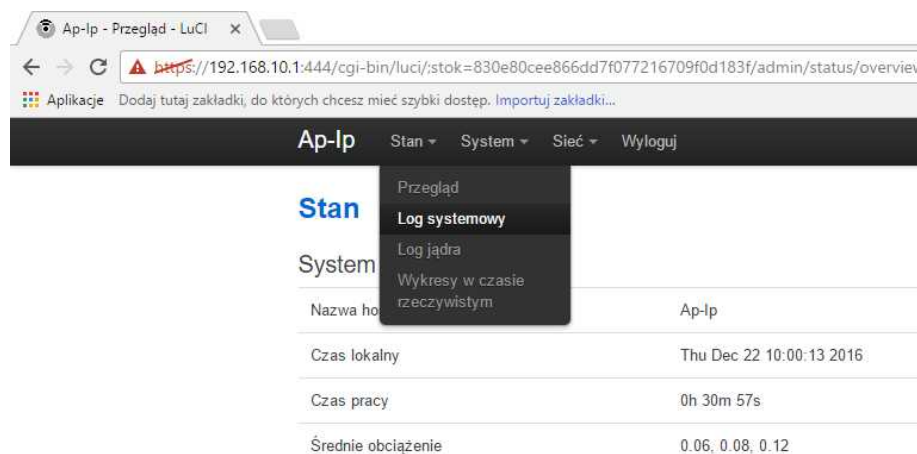 Ap-Ip - Przegląd - LuCI
https://192.168.10.1:444/cgi-bin/luci/;stok=830e80cee866dd7f077216709f0d183f/admin/status/overview
Aplikacje Dodaj tutaj zakładki, do których chcesz mieć szybki dostęp. Importuj zakładki...
Ap-Ip Stan System Sieć Wyloguj
Przegląd
Stan
Log systemowy
Log jądra
System
Wykresy w czasie
rzeczywistym
Nazwa ho Ap-Ip
Czas lokalny Thu Dec 22 10:00:13 2016
Czas pracy 0h 30m 57s
Średnie obciążenie 0.06, 0.08, 0.12